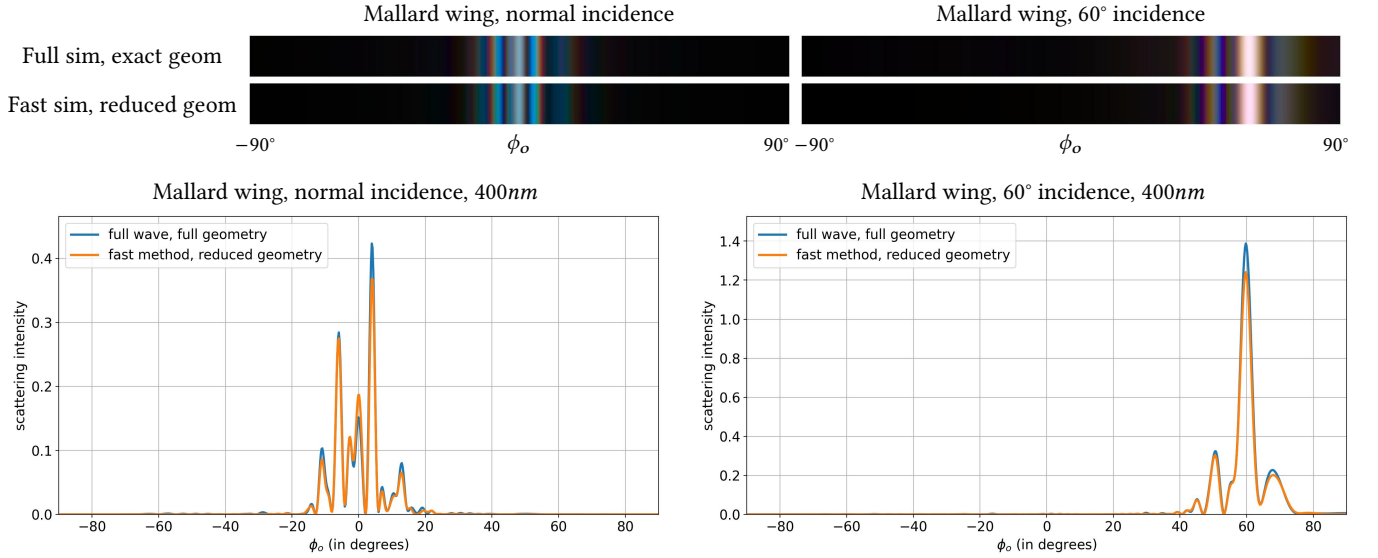 Mallard wing, normal incidence
Mallard wing, 60° incidence
Full sim, exact geom
Fast sim, reduced geom
−90°
ϕₒ
90°
−90°
ϕₒ
90°
Mallard wing, normal incidence, 400nm
Mallard wing, 60° incidence, 400nm
full wave, full geometry
fast method, reduced geometry
scattering intensity
0.4
0.3
0.2
0.1
0.0
−80
−60
−40
−20
0
20
40
60
80
ϕₒ (in degrees)
full wave, full geometry
fast method, reduced geometry
scattering intensity
1.4
1.2
1.0
0.8
0.6
0.4
0.2
0.0
−80
−60
−40
−20
0
20
40
60
80
ϕₒ (in degrees)